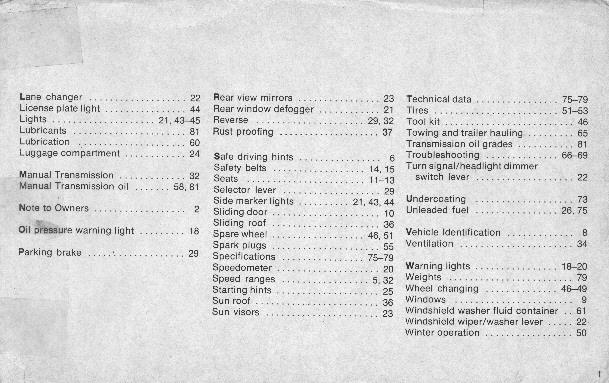 Lane changer . . . . . . . . . . . . . . . . . . 22
License plate light . . . . . . . . . . . . . . 44
Lights . . . . . . . . . . . . . . . . . . 21, 43–45
Lubricants . . . . . . . . . . . . . . . . . . . . 81
Lubrication . . . . . . . . . . . . . . . . . . . 60
Luggage compartment . . . . . . . . . . . 24
Manual Transmission . . . . . . . . . . . . 32
Manual Transmission oil . . . . . . . 58, 81
Note to Owners . . . . . . . . . . . . . . . . 2
Oil pressure warning light . . . . . . . . . 18
Parking brake . . . . . . . . . . . . . . . . . 29
Rear view mirrors . . . . . . . . . . . . . . 23
Rear window defogger . . . . . . . . . . . 21
Reverse . . . . . . . . . . . . . . . . . . . 29, 32
Rust proofing . . . . . . . . . . . . . . . . . 37
Safe driving hints . . . . . . . . . . . . . . . 6
Safety belts . . . . . . . . . . . . . . . . 14, 15
Seats . . . . . . . . . . . . . . . . . . . . 11–13
Selector lever . . . . . . . . . . . . . . . . . 29
Side marker lights . . . . . . . . . 21, 43, 44
Sliding door . . . . . . . . . . . . . . . . . . 10
Sliding roof . . . . . . . . . . . . . . . . . . 36
Spare wheel . . . . . . . . . . . . . . . 46, 51
Spark plugs . . . . . . . . . . . . . . . . . . 55
Specifications . . . . . . . . . . . . . . 75–79
Speedometer . . . . . . . . . . . . . . . . . 20
Speed ranges . . . . . . . . . . . . . . . 5, 32
Starting hints . . . . . . . . . . . . . . . . . 25
Sun roof . . . . . . . . . . . . . . . . . . . . 36
Sun visors . . . . . . . . . . . . . . . . . . . 23
Technical data . . . . . . . . . . . . . . 75–79
Tires . . . . . . . . . . . . . . . . . . . . . 51–53
Tool kit . . . . . . . . . . . . . . . . . . . . . 46
Towing and trailer hauling . . . . . . . . . 65
Transmission oil grades . . . . . . . . . . 81
Troubleshooting . . . . . . . . . . . . . 66–69
Turn signal/headlight dimmer
switch lever . . . . . . . . . . . . . . . . . 22
Undercoating . . . . . . . . . . . . . . . . . 73
Unleaded fuel . . . . . . . . . . . . . . . 26, 75
Vehicle Identification . . . . . . . . . . . . . 8
Ventilation . . . . . . . . . . . . . . . . . . . 34
Warning lights . . . . . . . . . . . . . . 18–20
Weights . . . . . . . . . . . . . . . . . . . . . 79
Wheel changing . . . . . . . . . . . . . 46–49
Windows . . . . . . . . . . . . . . . . . . . . . 9
Windshield washer fluid container . . 61
Windshield wiper/washer lever . . . . . 22
Winter operation . . . . . . . . . . . . . . . 50
1